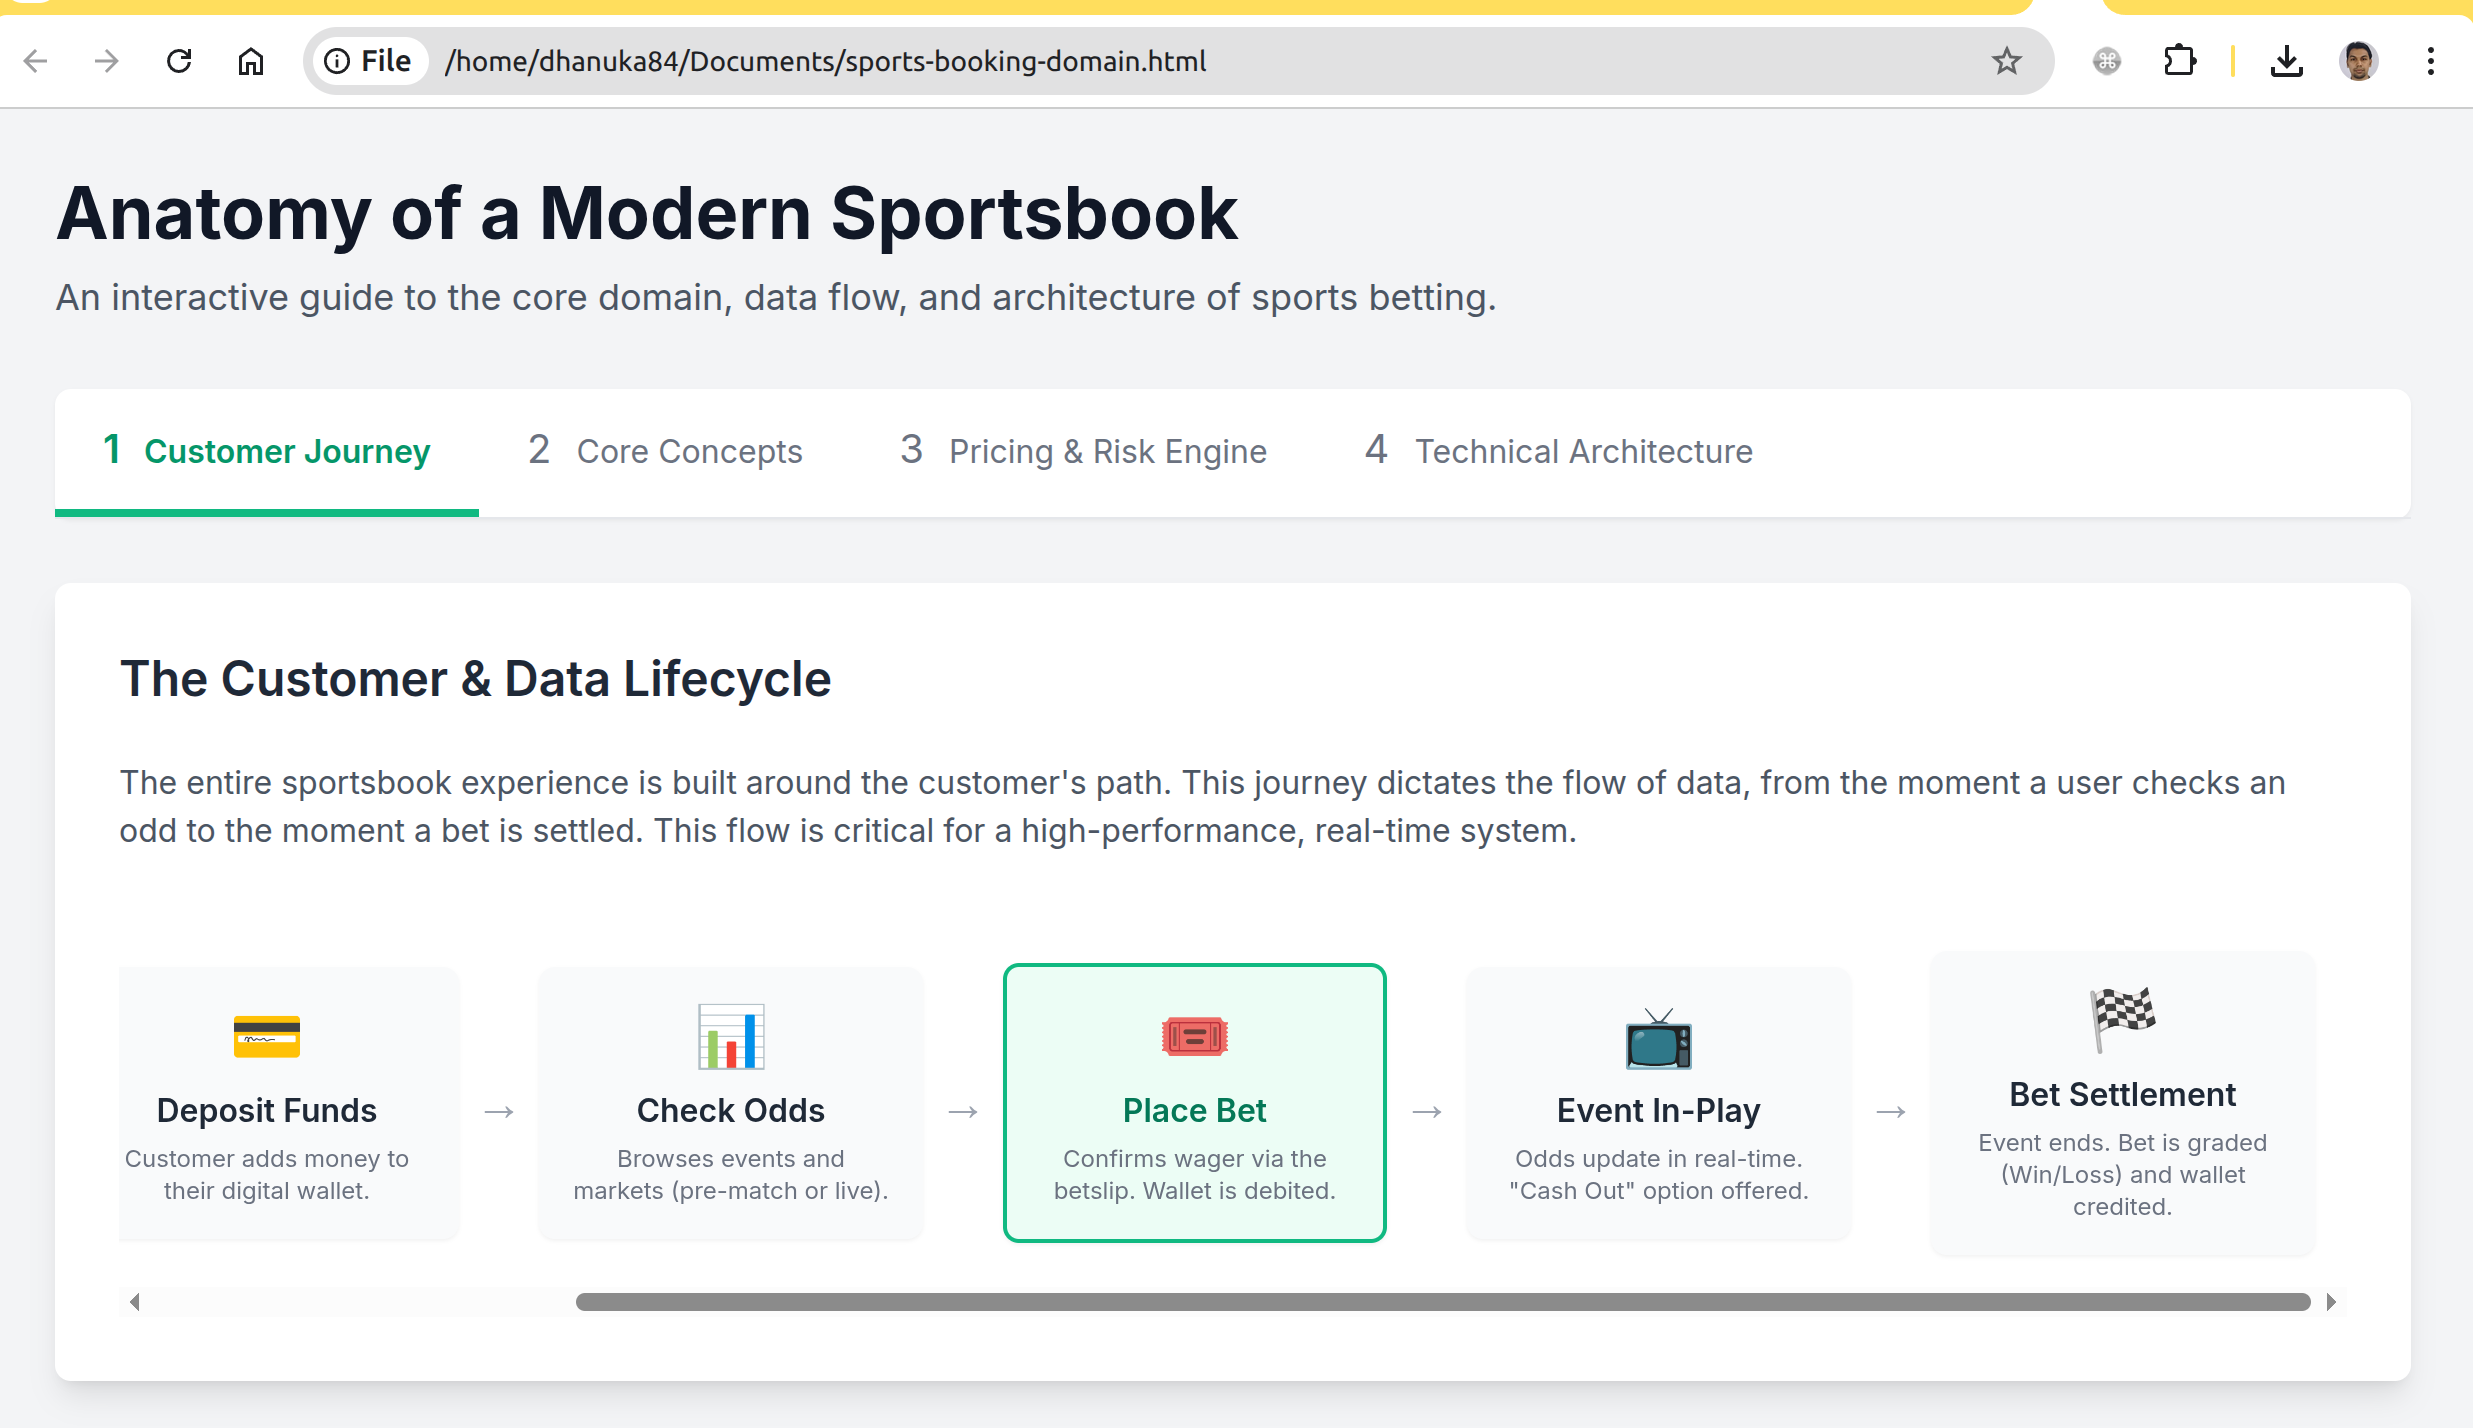 File /home/dhanuka84/Documents/sports-booking-domain.html
Anatomy of a Modern Sportsbook
An interactive guide to the core domain, data flow, and architecture of sports betting.
1 Customer Journey
2 Core Concepts
3 Pricing & Risk Engine
4 Technical Architecture
The Customer & Data Lifecycle
The entire sportsbook experience is built around the customer's path. This journey dictates the flow of data, from the moment a user checks an
odd to the moment a bet is settled. This flow is critical for a high-performance, real-time system.
Deposit Funds
Customer adds money to
their digital wallet.
→
Check Odds
Browses events and
markets (pre-match or live).
→
Place Bet
Confirms wager via the
betslip. Wallet is debited.
→
Event In-Play
Odds update in real-time.
"Cash Out" option offered.
→
Bet Settlement
Event ends. Bet is graded
(Win/Loss) and wallet
credited.